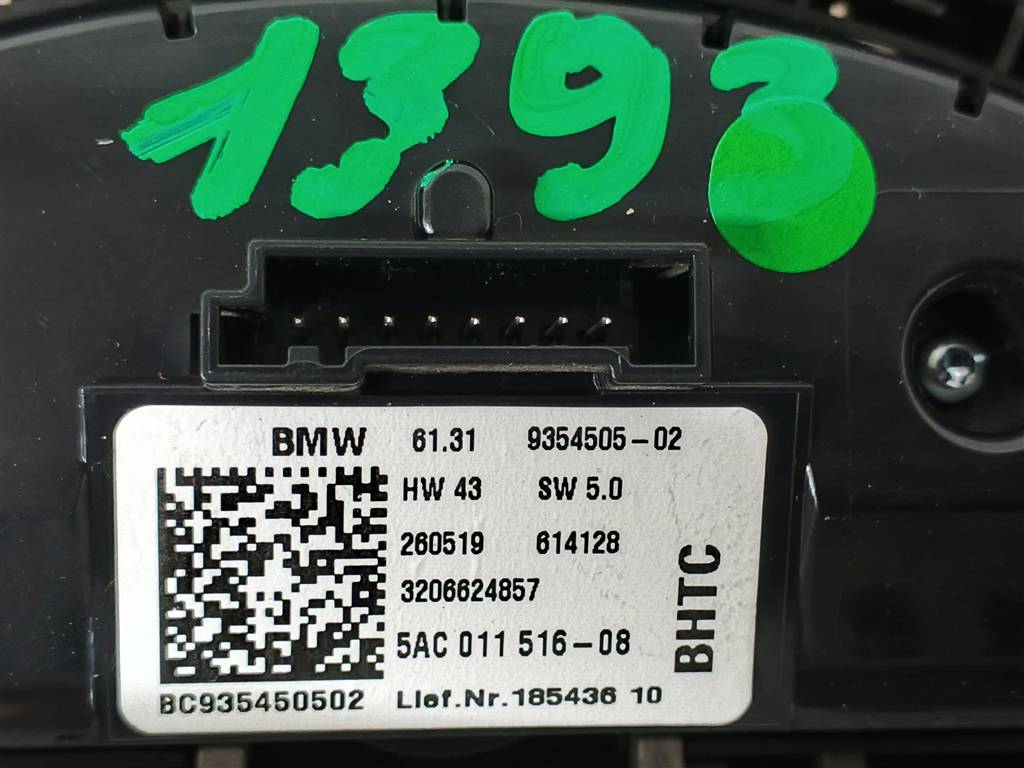 1393
BMW 61.31 9354505-02
HW 43 SW 5.0
260519 614128
3206624857
5AC 011 516-08
BC935450502 Lief.Nr.185436 10
BHTC